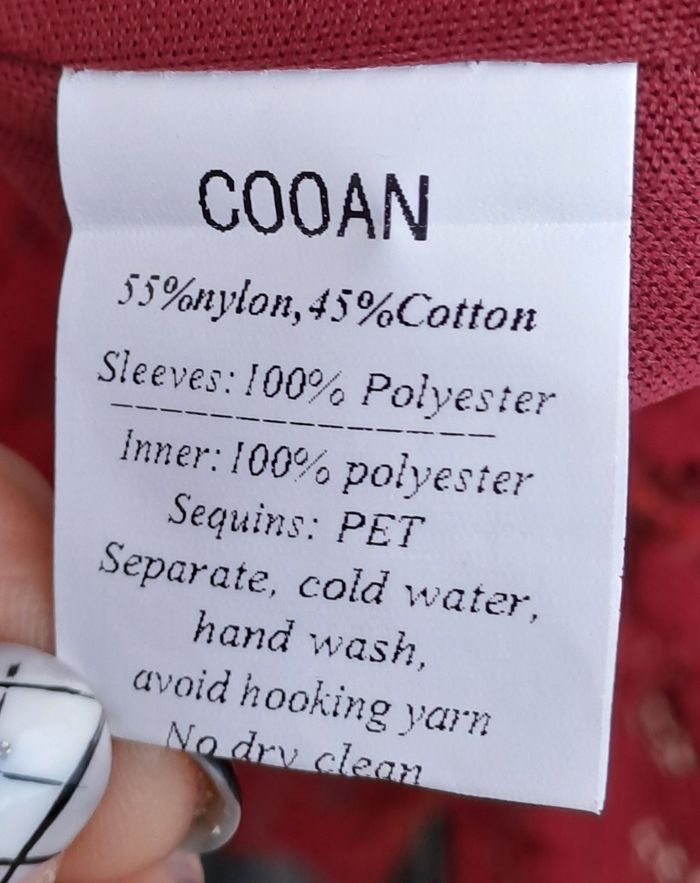 COOAN
55%nylon,45%Cotton
Sleeves: 100% Polyester
Inner: 100% polyester
Sequins: PET
Separate, cold water,
hand wash,
avoid hooking yarn
No dry clean